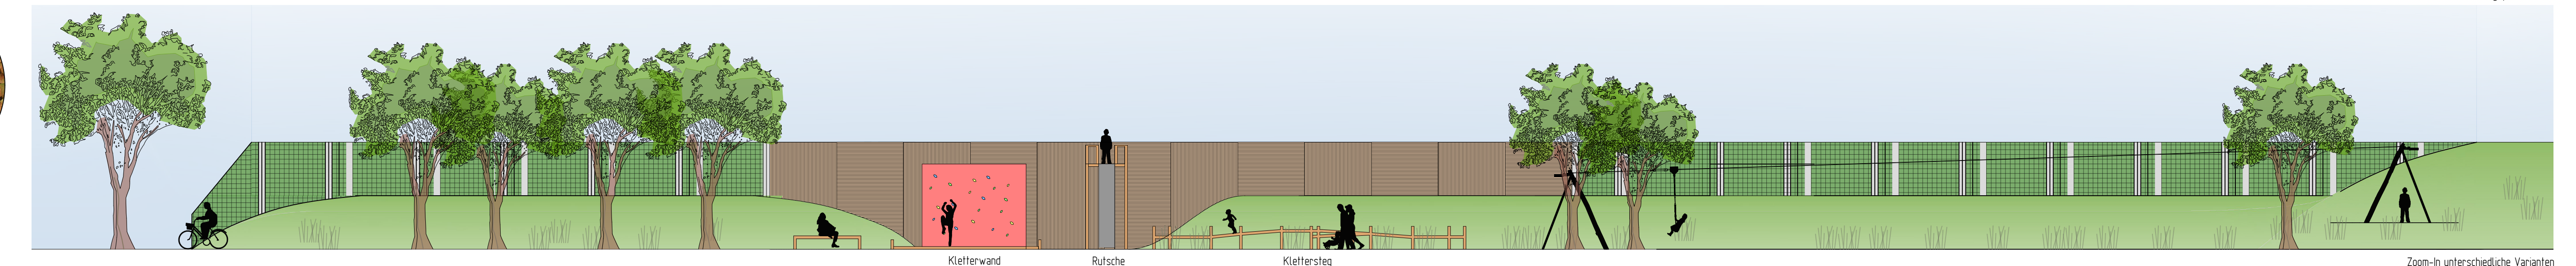 Kletterwand
Rutsche
Klettersteg
Zoom-In unterschiedliche Varianten